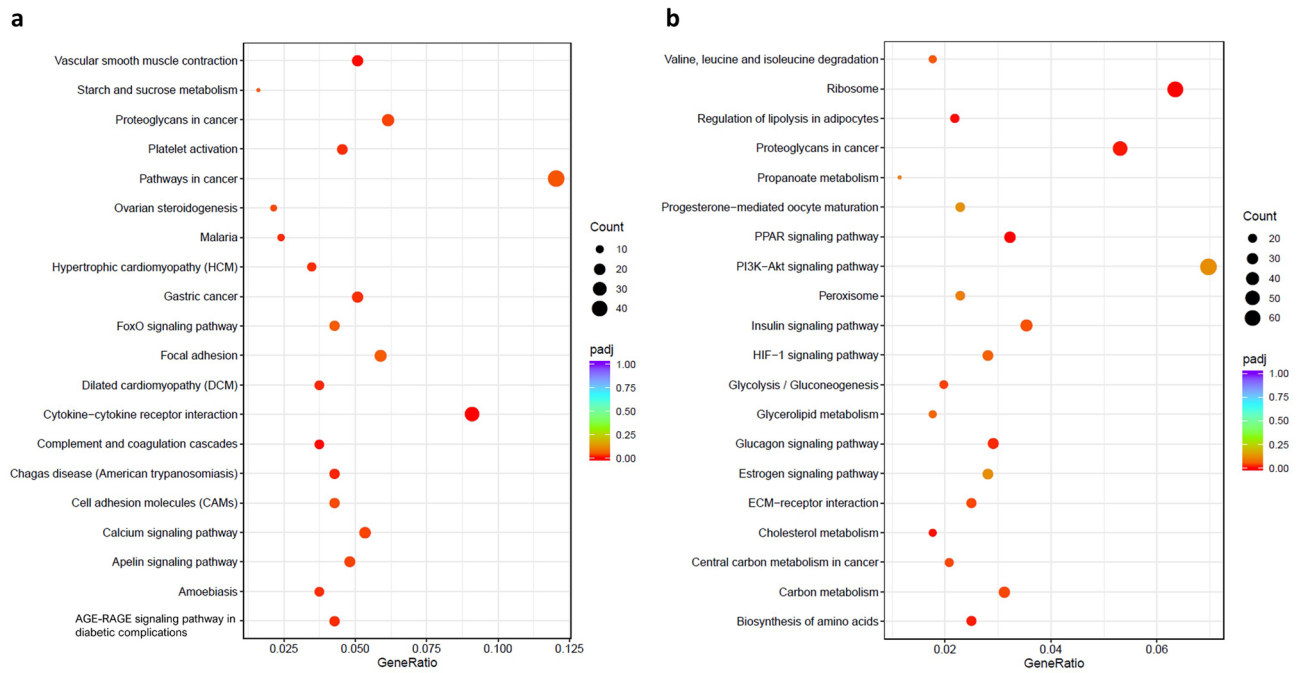 a
Vascular smooth muscle contraction
Starch and sucrose metabolism
Proteoglycans in cancer
Platelet activation
Pathways in cancer
Ovarian steroidogenesis
Malaria
Hypertrophic cardiomyopathy (HCM)
Gastric cancer
FoxO signaling pathway
Focal adhesion
Dilated cardiomyopathy (DCM)
Cytokine−cytokine receptor interaction
Complement and coagulation cascades
Chagas disease (American trypanosomiasis)
Cell adhesion molecules (CAMs)
Calcium signaling pathway
Apelin signaling pathway
Amoebiasis
AGE-RAGE signaling pathway in
diabetic complications
0.025 0.050 0.075 0.100 0.125
GeneRatio
Count
10
20
30
40
padj
1.00
0.75
0.50
0.25
0.00
b
Valine, leucine and isoleucine degradation
Ribosome
Regulation of lipolysis in adipocytes
Proteoglycans in cancer
Propanoate metabolism
Progesterone−mediated oocyte maturation
PPAR signaling pathway
PI3K−Akt signaling pathway
Peroxisome
Insulin signaling pathway
HIF−1 signaling pathway
Glycolysis / Gluconeogenesis
Glycerolipid metabolism
Glucagon signaling pathway
Estrogen signaling pathway
ECM−receptor interaction
Cholesterol metabolism
Central carbon metabolism in cancer
Carbon metabolism
Biosynthesis of amino acids
0.02 0.04 0.06
GeneRatio
Count
20
30
40
50
60
padj
1.00
0.75
0.50
0.25
0.00